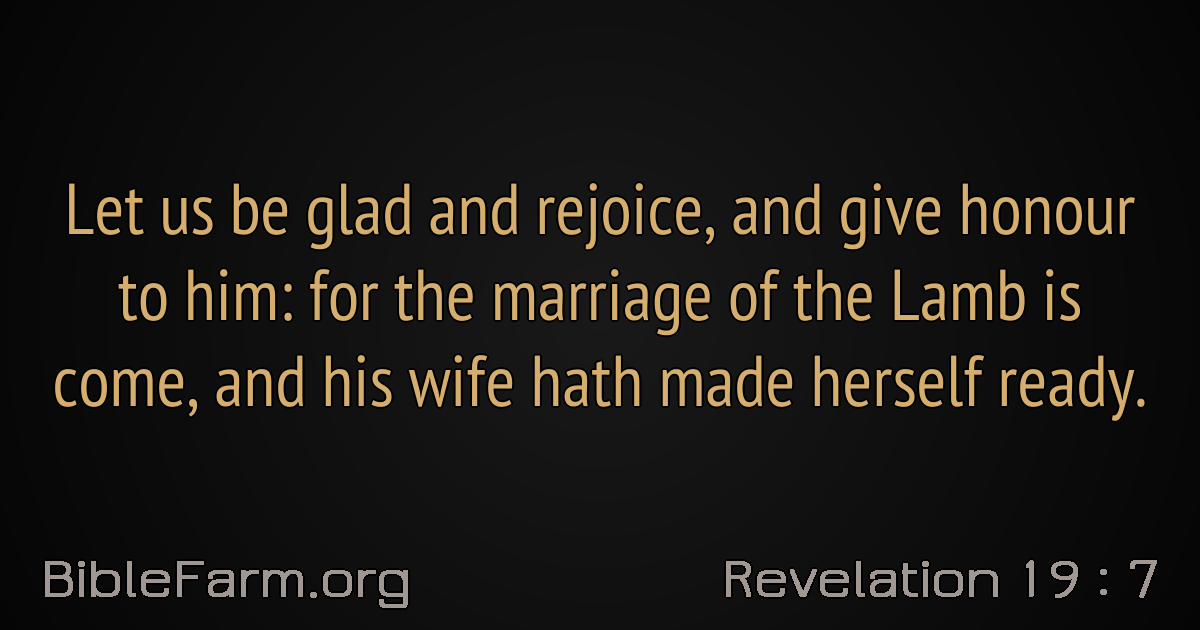 Let us be glad and rejoice, and give honour
to him: for the marriage of the Lamb is
come, and his wife hath made herself ready.
BibleFarm.org
Revelation 19 : 7